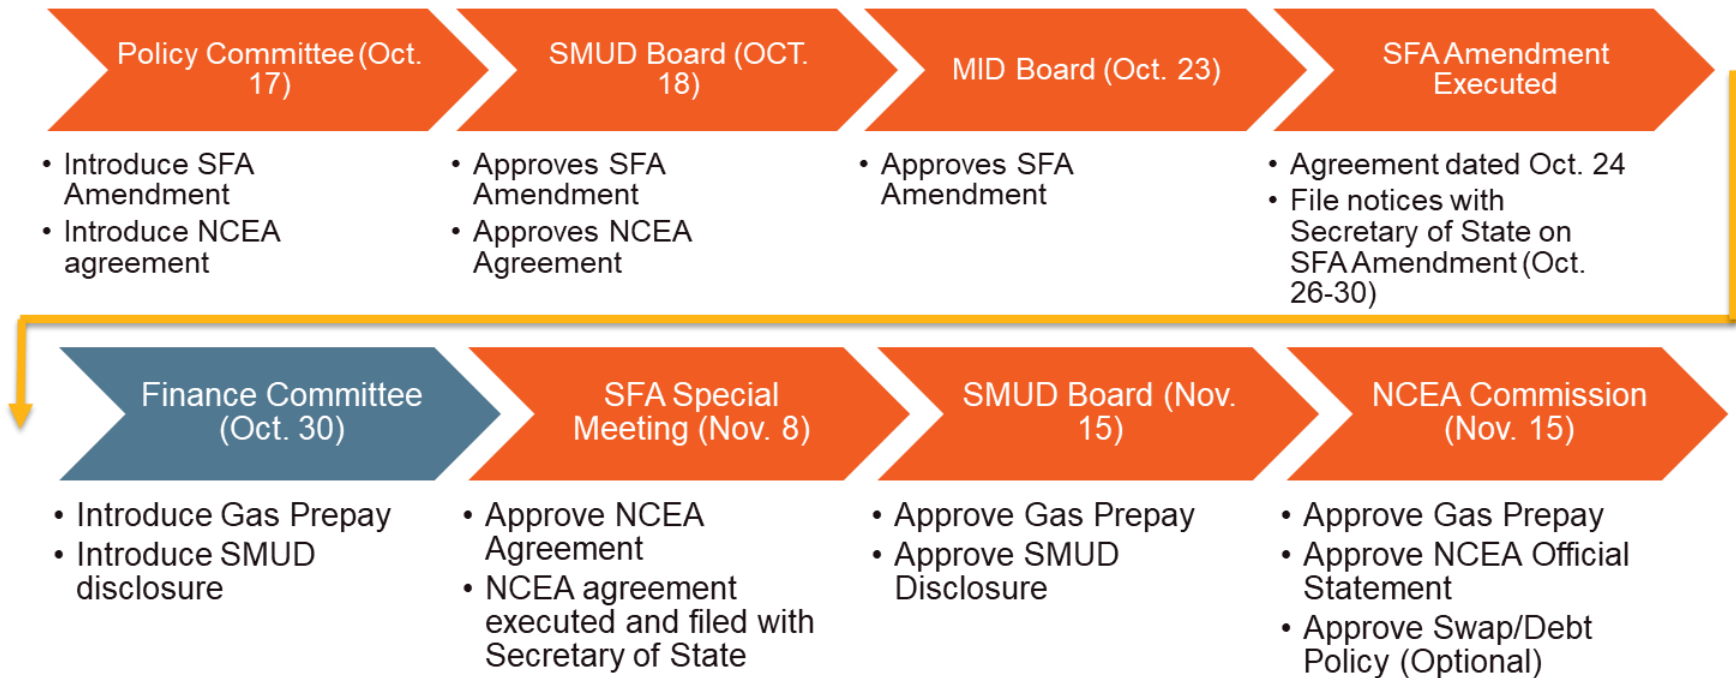 Policy Committee (Oct.
17)
SMUD Board (OCT.
18)
MID Board (Oct. 23)
SFA Amendment
Executed
• Introduce SFA
Amendment
• Introduce NCEA
agreement
• Approves SFA
Amendment
• Approves NCEA
Agreement
• Approves SFA
Amendment
• Agreement dated Oct. 24
• File notices with
Secretary of State on
SFA Amendment (Oct.
26-30)
Finance Committee
(Oct. 30)
SFA Special
Meeting (Nov. 8)
SMUD Board (Nov.
15)
NCEA Commission
(Nov. 15)
• Introduce Gas Prepay
• Introduce SMUD
disclosure
• Approve NCEA
Agreement
• NCEA agreement
executed and filed with
Secretary of State
• Approve Gas Prepay
• Approve SMUD
Disclosure
• Approve Gas Prepay
• Approve NCEA Official
Statement
• Approve Swap/Debt
Policy (Optional)